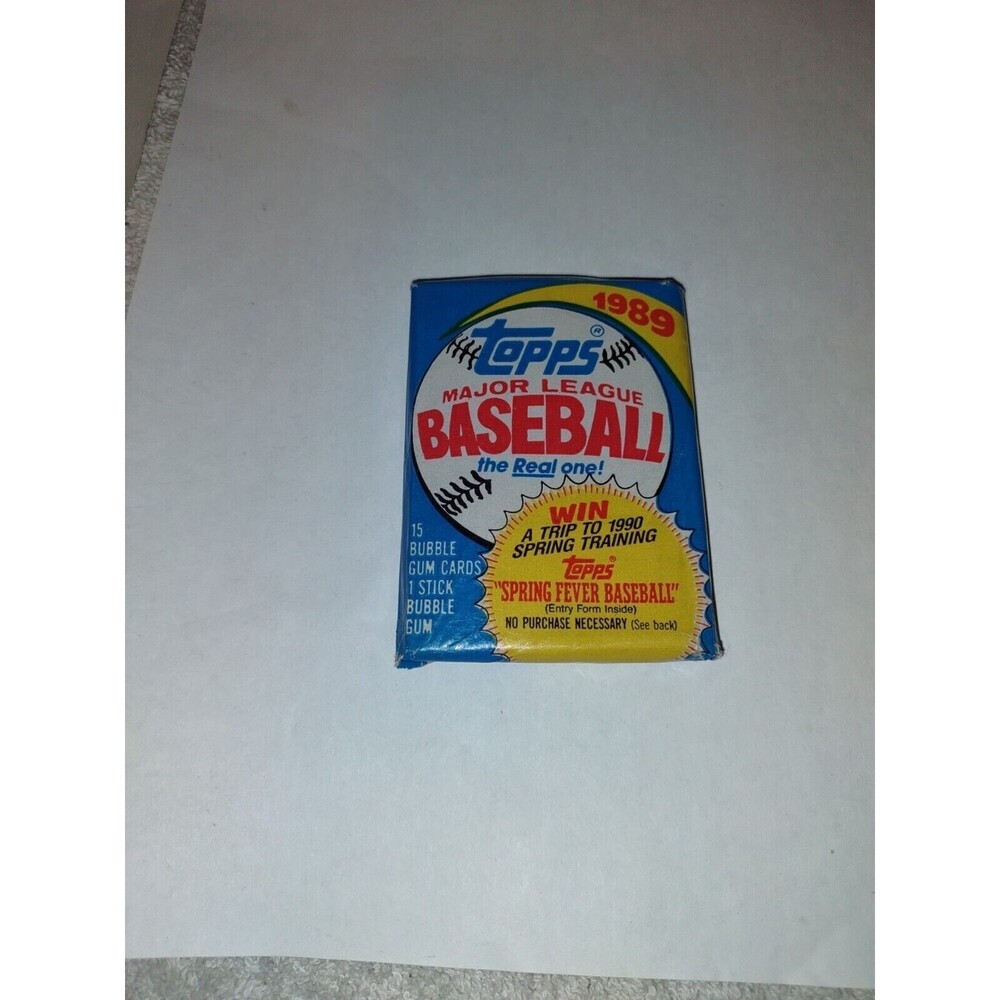 1989
Topps®
MAJOR LEAGUE
BASEBALL
the Real one!
15
BUBBLE
GUM CARDS
1 STICK
BUBBLE
GUM
WIN
A TRIP TO 1990
SPRING TRAINING
Topps®
"SPRING FEVER BASEBALL"
(Entry Form Inside)
NO PURCHASE NECESSARY (See back)